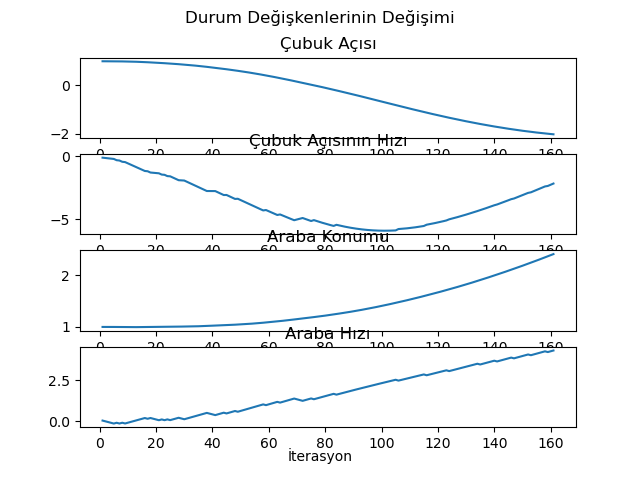 Durum Değişkenlerinin Değişimi
Çubuk Açısı
0
−2
0 20 40 60 80 100 120 140 160
Çubuk Açısının Hızı
0
−5
0 20 40 60 80 100 120 140 160
Araba Konumu
2
1
0 20 40 60 80 100 120 140 160
Araba Hızı
2.5
0.0
0 20 40 60 80 100 120 140 160
İterasyon